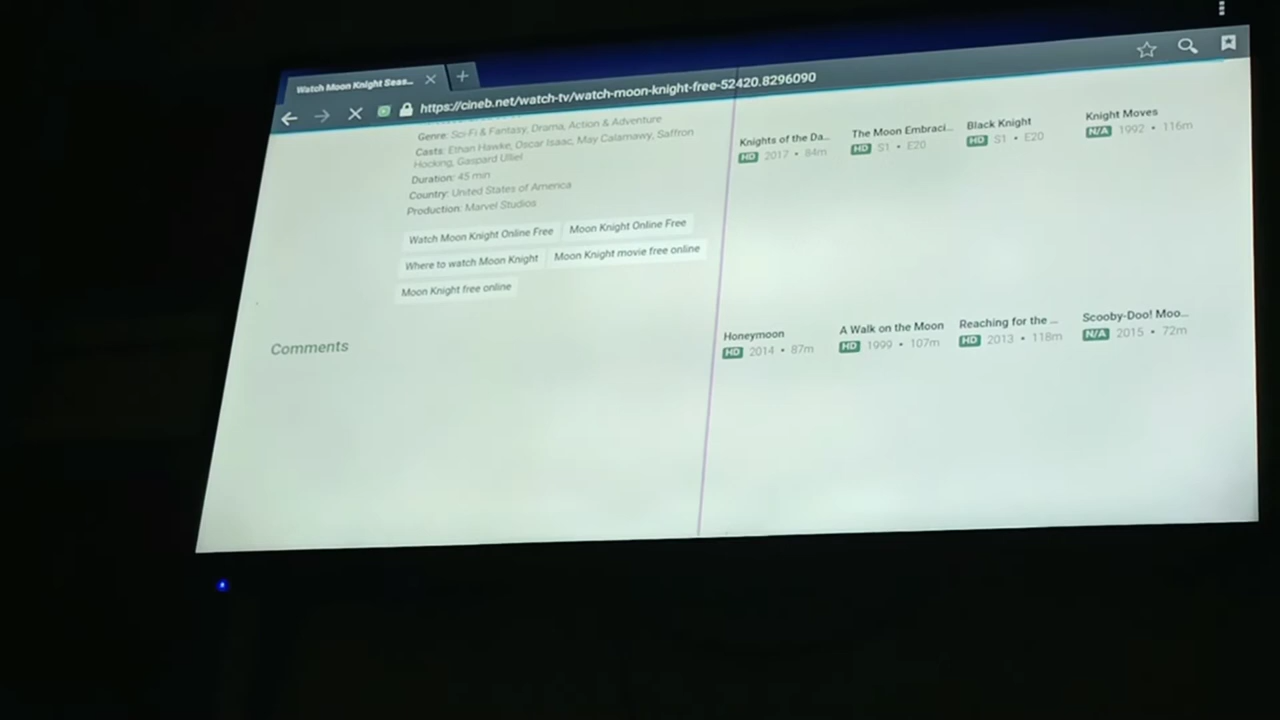 Watch Moon Knight Seas...
https://cineb.net/watch-tv/watch-moon-knight-free-52420.8296090
Genre: Sci-Fi & Fantasy, Drama, Action & Adventure
Casts: Ethan Hawke, Oscar Isaac, May Calamawy, Saffron
Hocking, Gaspard Ulliel
Duration: 45 min
Country: United States of America
Production: Marvel Studios
Watch Moon Knight Online Free
Moon Knight Online Free
Where to watch Moon Knight
Moon Knight movie free online
Moon Knight free online
Comments
Knights of the Da...
HD 2017 • 84m
The Moon Embraci...
HD S1 • E20
Black Knight
HD S1 • E20
Knight Moves
N/A 1992 • 116m
Honeymoon
HD 2014 • 87m
A Walk on the Moon
HD 1999 • 107m
Reaching for the ...
HD 2013 • 118m
Scooby-Doo! Moo...
N/A 2015 • 72m